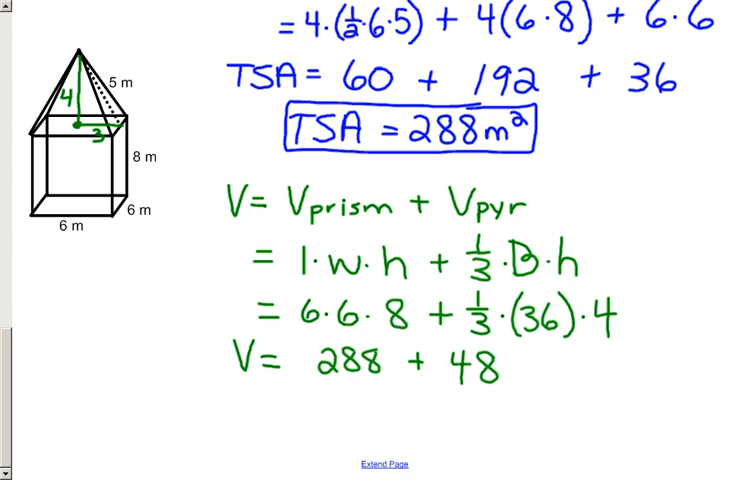 = 4·(1/2·6·5) + 4(6·8) + 6·6
TSA = 60 + 192 + 36
TSA = 288m²
5 m
4
3
8 m
6 m
6 m
V = Vprism + Vpyr
= l·w·h + 1/3·B·h
= 6·6·8 + 1/3·(36)·4
V = 288 + 48
Extend Page